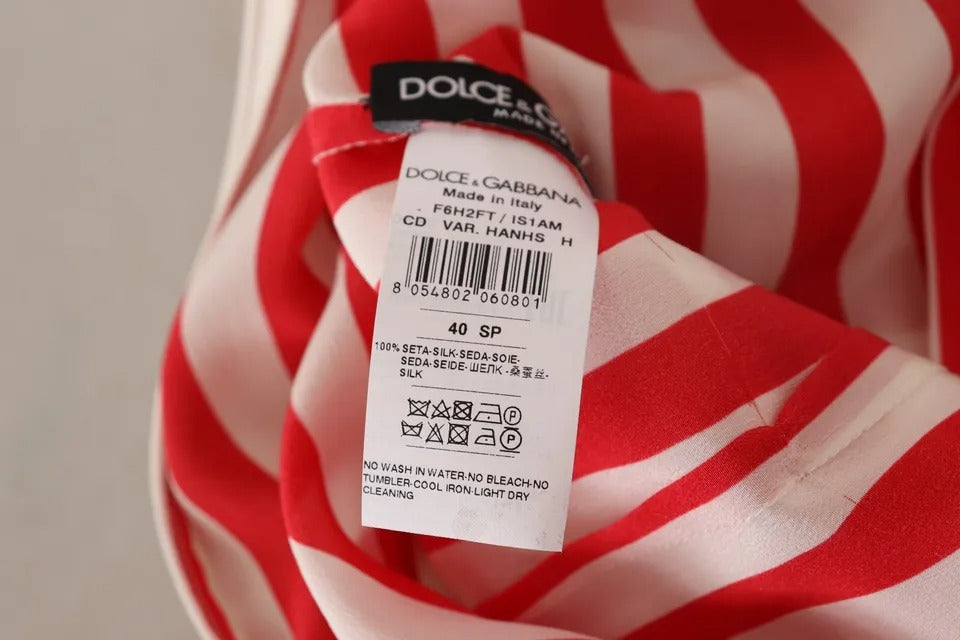 DOLCE &
MADE
DOLCE & GABBANA
Made in Italy
F6H2FT / IS1AM
CD VAR. HANHS H
8 054802 060801
40 SP
100% SETA-SILK-SEDA-SOIE-
SEDA-SEIDE-ШЕЛК-桑蚕丝-
SILK
NO WASH IN WATER-NO BLEACH-NO
TUMBLER-COOL IRON-LIGHT DRY
CLEANING